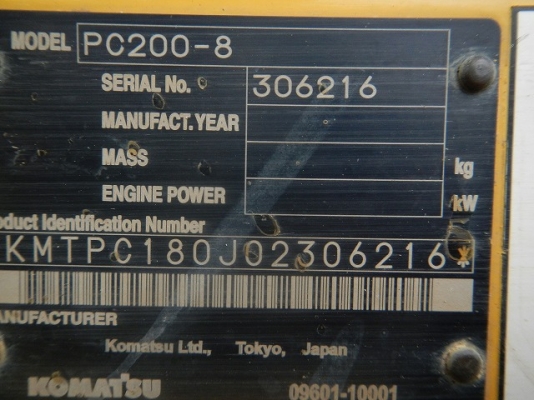 MODEL PC200-8
SERIAL No. 306216
MANUFACT. YEAR
MASS kg
ENGINE POWER kW
oduct Identification Number
KMTPC180J02306216*
ANUFACTURER
Komatsu Ltd., Tokyo, Japan
KOMATSU 09601-10001